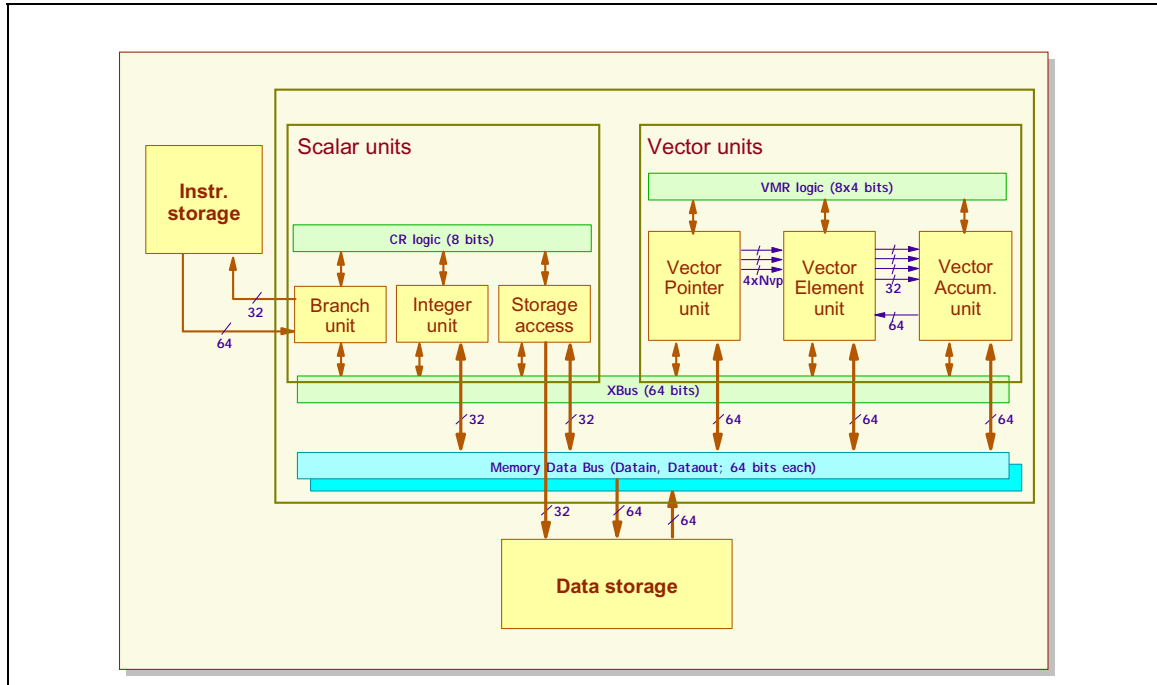 Scalar units
Vector units
Instr.
storage
VMR logic (8x4 bits)
CR logic (8 bits)
Vector
Pointer
unit
4xNvp
Vector
Element
unit
32
64
Vector
Accum.
unit
32
64
Branch
unit
Integer
unit
Storage
access
XBus (64 bits)
32
32
64
64
64
Memory Data Bus (Datain, Dataout; 64 bits each)
32
64
64
Data storage